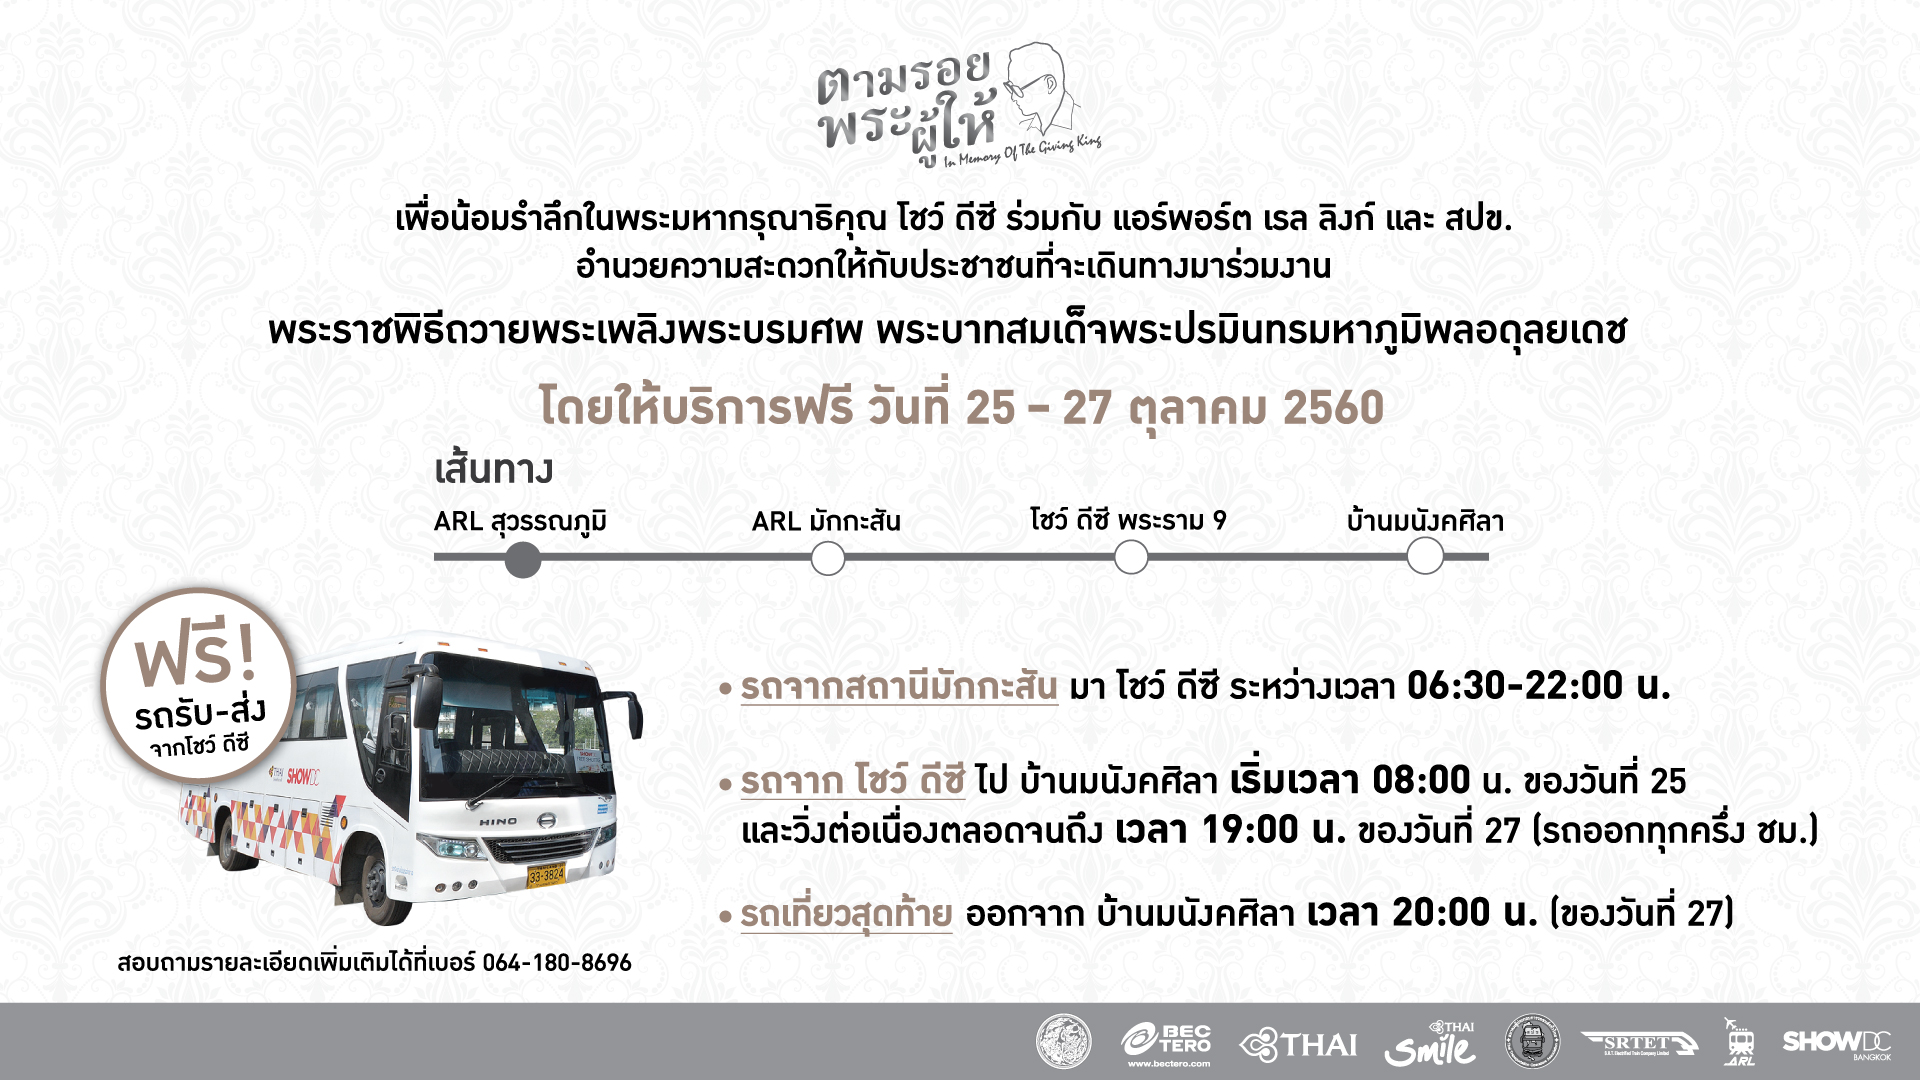 ตามรอย
พระผู้ให้
In Memory Of The Giving King
เพื่อน้อมรำลึกในพระมหากรุณาธิคุณ โชว์ ดีซี ร่วมกับ แอร์พอร์ต เรล ลิงก์ และ สปข.
อำนวยความสะดวกให้กับประชาชนที่จะเดินทางมาร่วมงาน
พระราชพิธีถวายพระเพลิงพระบรมศพ พระบาทสมเด็จพระปรมินทรมหาภูมิพลอดุลยเดช
โดยให้บริการฟรี วันที่ 25 – 27 ตุลาคม 2560
เส้นทาง
ARL สุวรรณภูมิ ARL มักกะสัน โชว์ ดีซี พระราม 9 บ้านมนังคศิลา
ฟรี!
รถรับ-ส่ง
จากโชว์ ดีซี
THAI SHOWDC
HINO
33-3824
• รถจากสถานีมักกะสัน มา โชว์ ดีซี ระหว่างเวลา 06:30-22:00 น.
• รถจาก โชว์ ดีซี ไป บ้านมนังคศิลา เริ่มเวลา 08:00 น. ของวันที่ 25
และวิ่งต่อเนื่องตลอดจนถึง เวลา 19:00 น. ของวันที่ 27 (รถออกทุกครึ่ง ชม.)
• รถเที่ยวสุดท้าย ออกจาก บ้านมนังคศิลา เวลา 20:00 น. (ของวันที่ 27)
สอบถามรายละเอียดเพิ่มเติมได้ที่เบอร์ 064-180-8696
BEC
TERO
www.bectero.com
THAI
THAI
Smile
SRTET
S.R.T. Electrified Train Company Limited
ARL
SHOWDC
BANGKOK